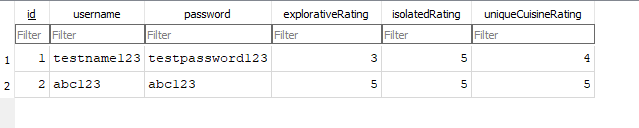 id username password explorativeRating isolatedRating uniqueCuisineRating
Filter Filter Filter Filter Filter Filter
1 1 testname123 testpassword123 3 5 4
2 2 abc123 abc123 5 5 5